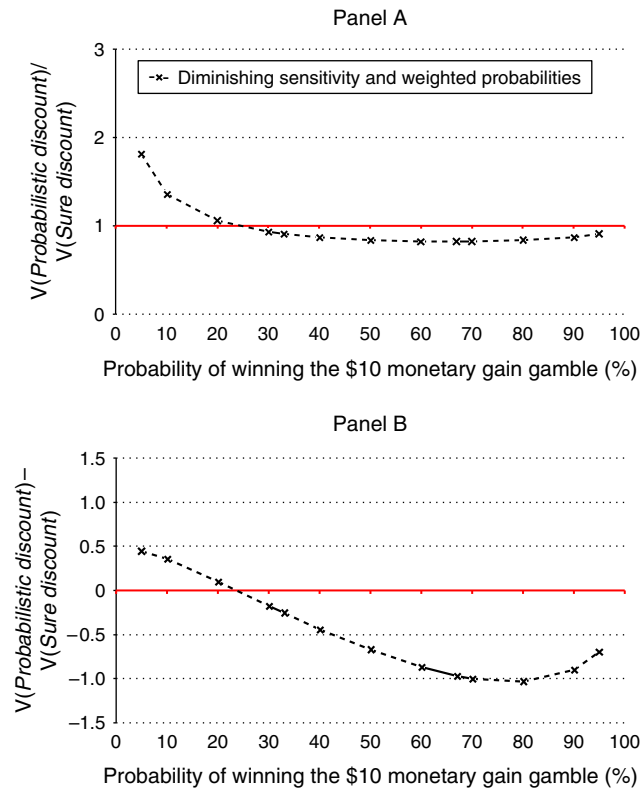 Panel A
3
2
1
0
V(Probabilistic discount)/
V(Sure discount)
Diminishing sensitivity and weighted probabilities
0 10 20 30 40 50 60 70 80 90 100
Probability of winning the $10 monetary gain gamble (%)
Panel B
1.5
1.0
0.5
0
−0.5
−1.0
−1.5
V(Probabilistic discount)−
V(Sure discount)
0 10 20 30 40 50 60 70 80 90 100
Probability of winning the $10 monetary gain gamble (%)